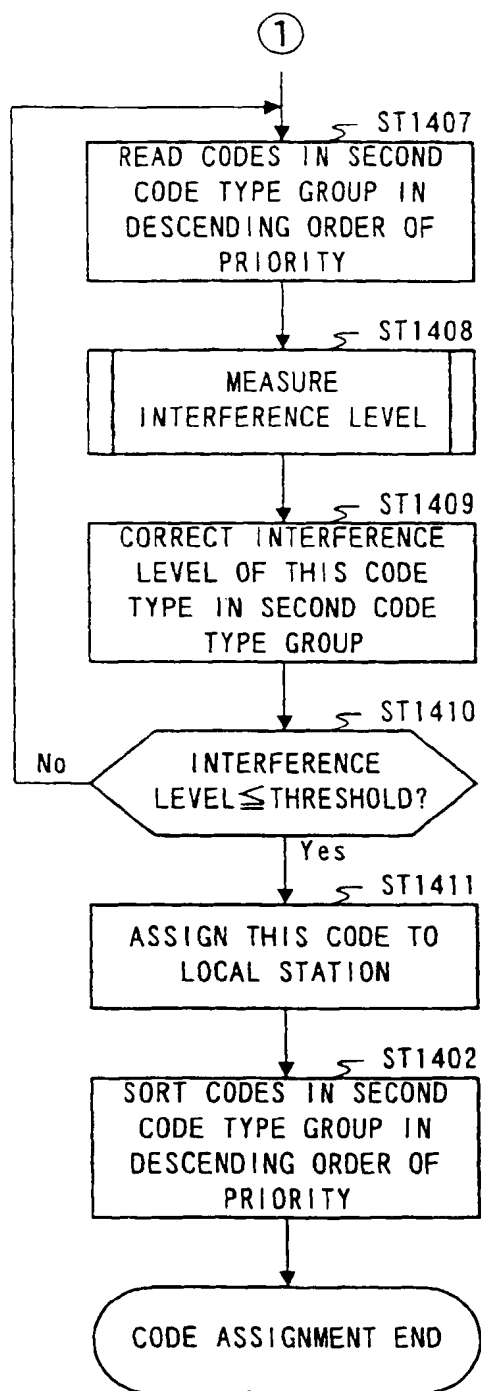 1
ST1407
READ CODES IN SECOND
CODE TYPE GROUP IN
DESCENDING ORDER OF
PRIORITY
ST1408
MEASURE
INTERFERENCE LEVEL
ST1409
CORRECT INTERFERENCE
LEVEL OF THIS CODE
TYPE IN SECOND CODE
TYPE GROUP
ST1410
No
INTERFERENCE
LEVEL≦THRESHOLD?
Yes
ST1411
ASSIGN THIS CODE TO
LOCAL STATION
ST1402
SORT CODES IN SECOND
CODE TYPE GROUP IN
DESCENDING ORDER OF
PRIORITY
CODE ASSIGNMENT END